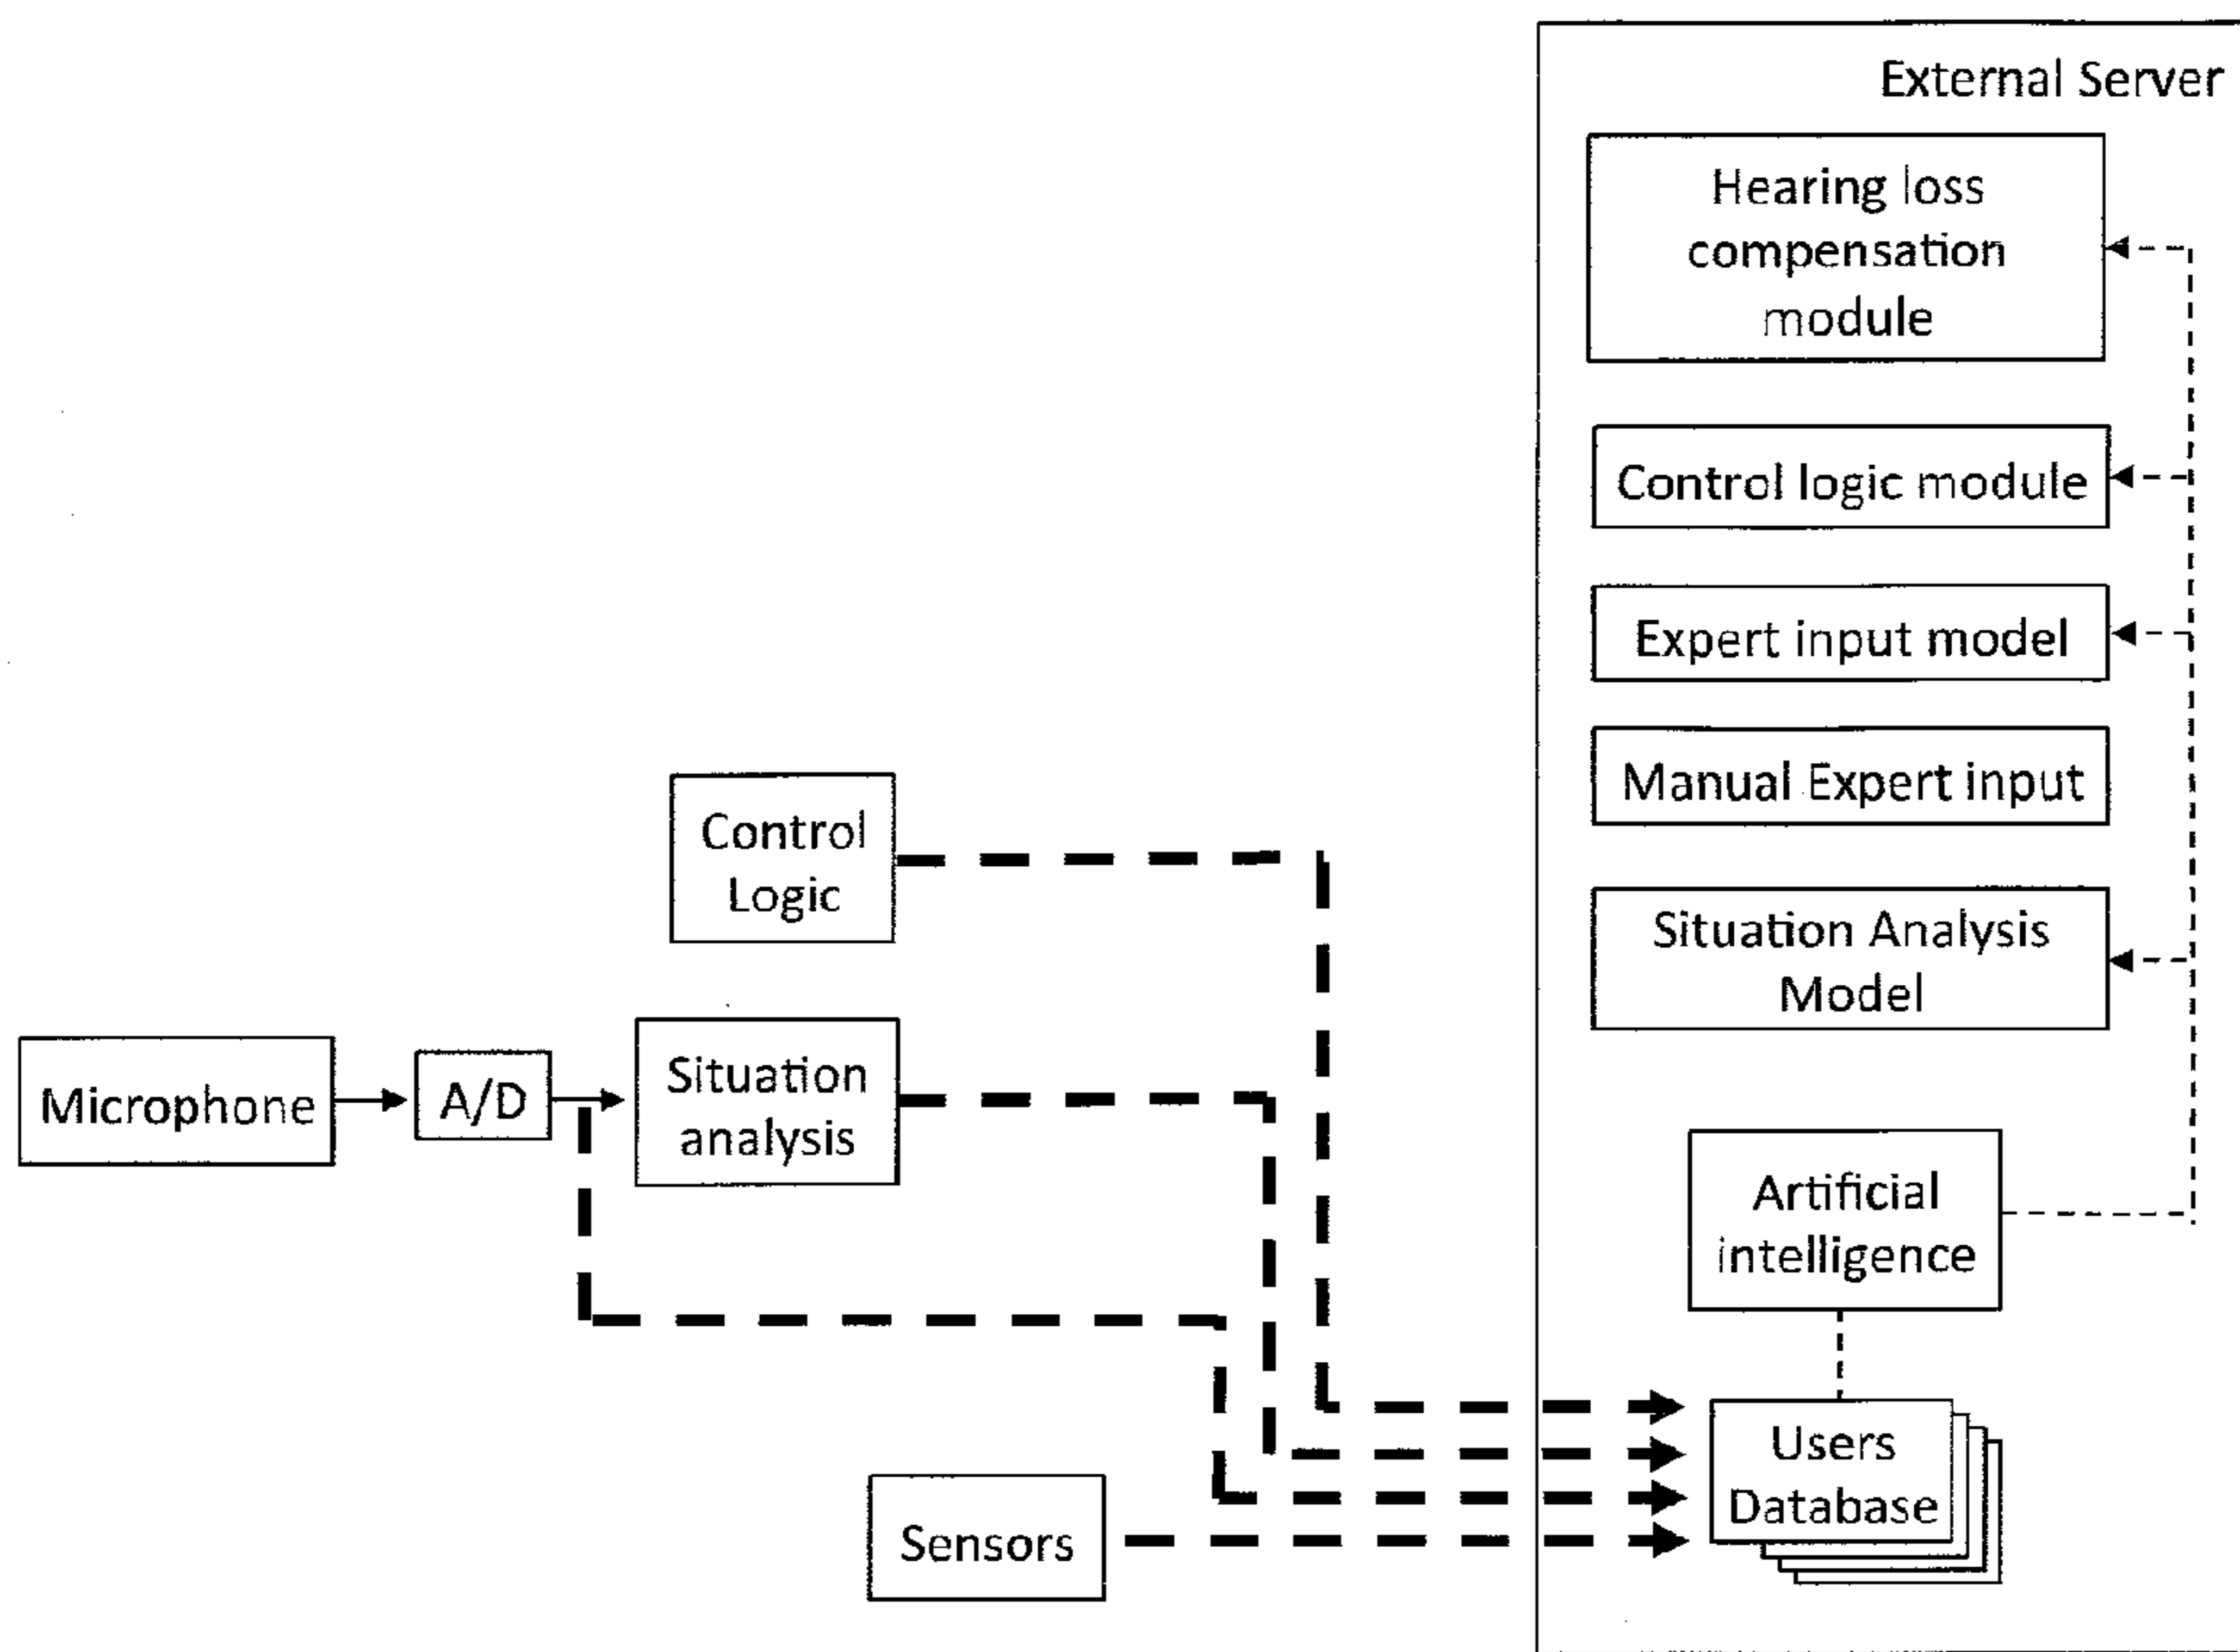 External Server
Hearing loss
compensation
module
Control logic module
Expert input model
Manual Expert input
Control
Logic
Situation Analysis
Model
Microphone
A/D
Situation
analysis
Artificial
intelligence
Users
Database
Sensors